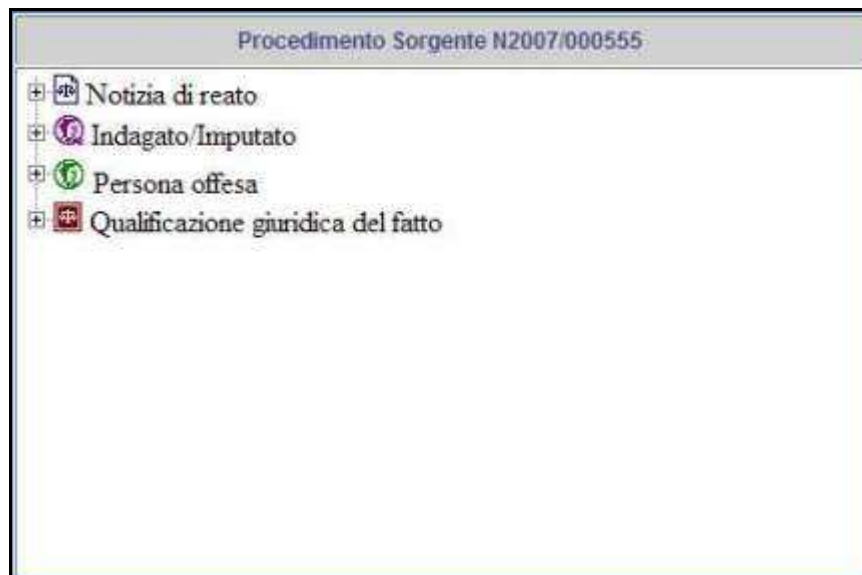 Procedimento Sorgente N2007/000555
Notizia di reato
Indagato/Imputato
Persona offesa
Qualificazione giuridica del fatto